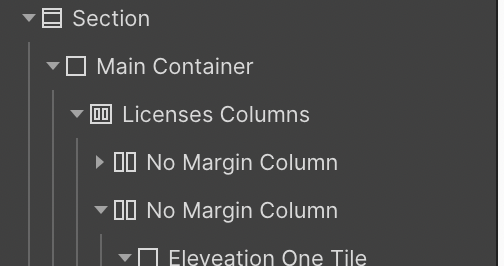 Section
Main Container
Licenses Columns
No Margin Column
No Margin Column
Eleveation One Tile